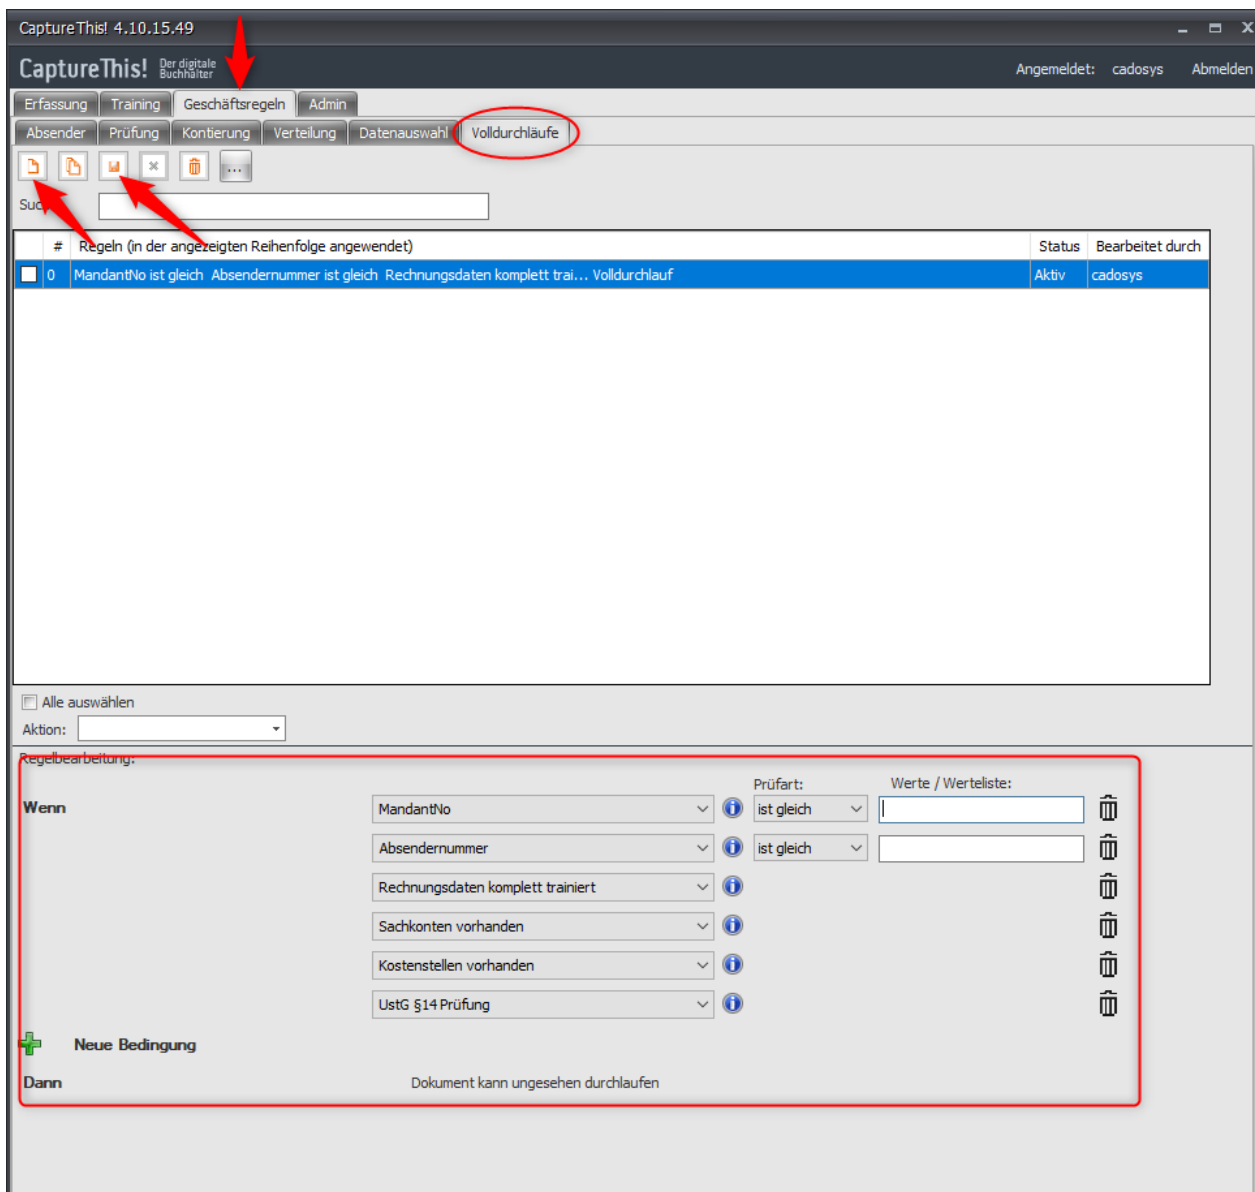 CaptureThis! 4.10.15.49
CaptureThis! Der digitale Buchhalter
Angemeldet: cadosys Abmelden
Erfassung Training Geschäftsregeln Admin
Absender Prüfung Kontierung Verteilung Datenauswahl Volldurchläufe
...
# Regeln (in der angezeigten Reihenfolge angewendet) Status Bearbeitet durch
0 MandantNo ist gleich Absendernummer ist gleich Rechnungsdaten komplett trai... Volldurchlauf Aktiv cadosys
Alle auswählen
Aktion:
Regelbearbeitung:
Prüfart: Werte / Werteliste:
Wenn MandantNo ist gleich
Absendernummer ist gleich
Rechnungsdaten komplett trainiert
Sachkonten vorhanden
Kostenstellen vorhanden
UstG §14 Prüfung
Neue Bedingung
Dann Dokument kann ungesehen durchlaufen